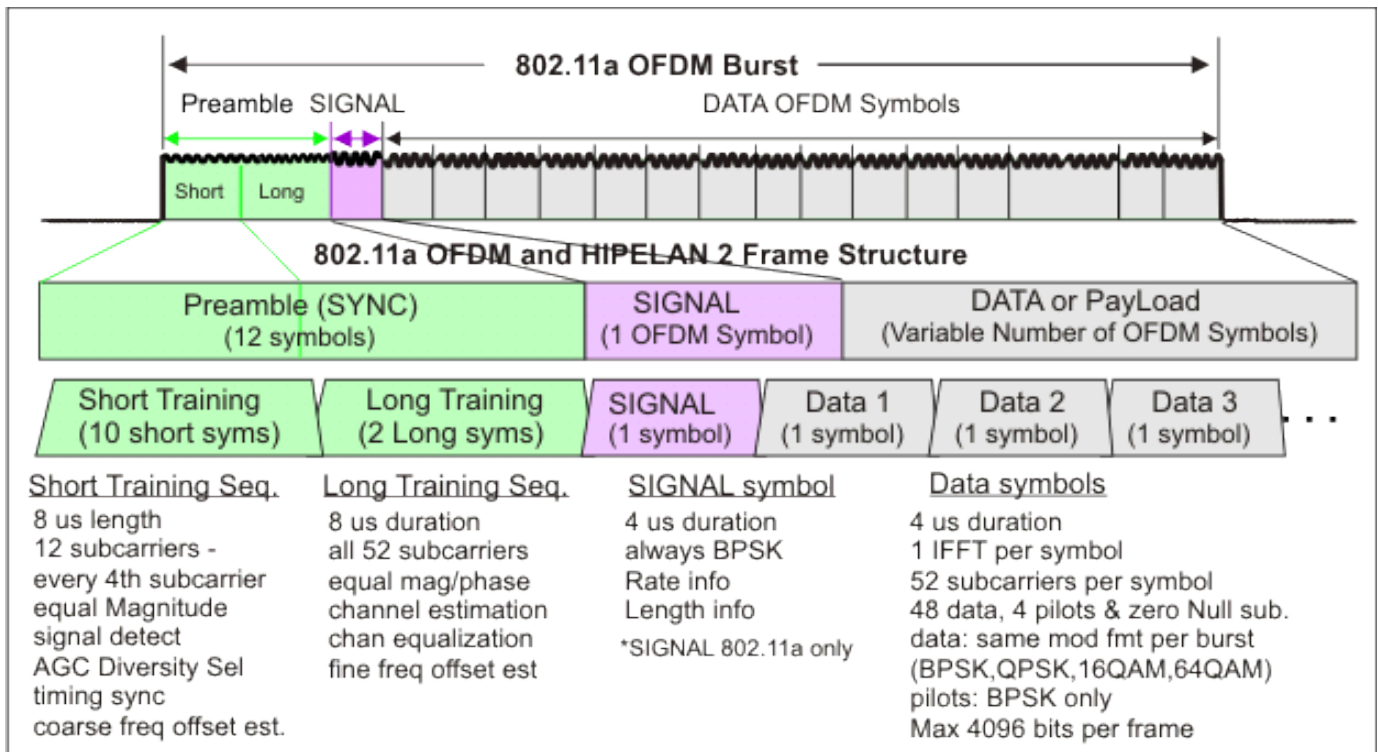 802.11a OFDM Burst
Preamble SIGNAL DATA OFDM Symbols
Short Long
802.11a OFDM and HIPELAN 2 Frame Structure
Preamble (SYNC)
(12 symbols)
SIGNAL
(1 OFDM Symbol)
DATA or PayLoad
(Variable Number of OFDM Symbols)
Short Training
(10 short syms)
Long Training
(2 Long syms)
SIGNAL
(1 symbol)
Data 1
(1 symbol)
Data 2
(1 symbol)
Data 3
(1 symbol)
. . .
Short Training Seq.
8 us length
12 subcarriers -
every 4th subcarrier
equal Magnitude
signal detect
AGC Diversity Sel
timing sync
coarse freq offset est.
Long Training Seq.
8 us duration
all 52 subcarriers
equal mag/phase
channel estimation
chan equalization
fine freq offset est
SIGNAL symbol
4 us duration
always BPSK
Rate info
Length info
*SIGNAL 802.11a only
Data symbols
4 us duration
1 IFFT per symbol
52 subcarriers per symbol
48 data, 4 pilots & zero Null sub.
data: same mod fmt per burst
(BPSK,QPSK,16QAM,64QAM)
pilots: BPSK only
Max 4096 bits per frame